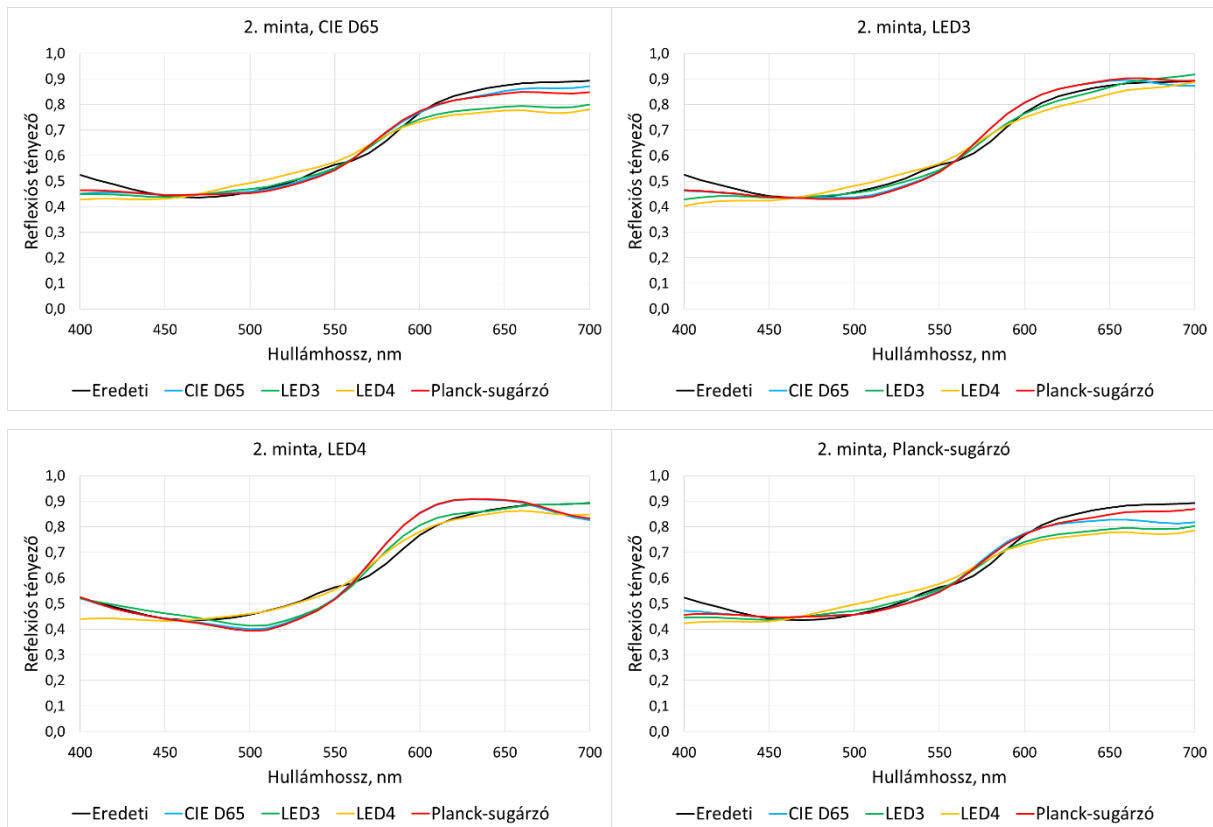 2. minta, CIE D65
Reflexiós tényező
1,0
0,9
0,8
0,7
0,6
0,5
0,4
0,3
0,2
0,1
0,0
400 450 500 550 600 650 700
Hullámhossz, nm
Eredeti CIE D65 LED3 LED4 Planck-sugárzó
2. minta, LED3
Reflexiós tényező
1,0
0,9
0,8
0,7
0,6
0,5
0,4
0,3
0,2
0,1
0,0
400 450 500 550 600 650 700
Hullámhossz, nm
Eredeti CIE D65 LED3 LED4 Planck-sugárzó
2. minta, LED4
Refelxiós tényező
1,0
0,9
0,8
0,7
0,6
0,5
0,4
0,3
0,2
0,1
0,0
400 450 500 550 600 650 700
Hullámhossz, nm
Eredeti CIE D65 LED3 LED4 Planck-sugárzó
2. minta, Planck-sugárzó
Reflexiós tényező
1,0
0,9
0,8
0,7
0,6
0,5
0,4
0,3
0,2
0,1
0,0
400 450 500 550 600 650 700
Hullámhossz, nm
Eredeti CIE D65 LED3 LED4 Planck-sugárzó